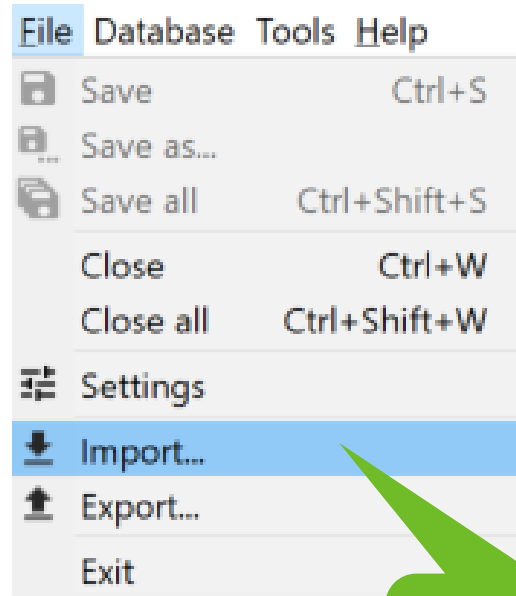 File Database Tools Help
Save Ctrl+S
Save as...
Save all Ctrl+Shift+S
Close Ctrl+W
Close all Ctrl+Shift+W
Settings
Import...
Export...
Exit